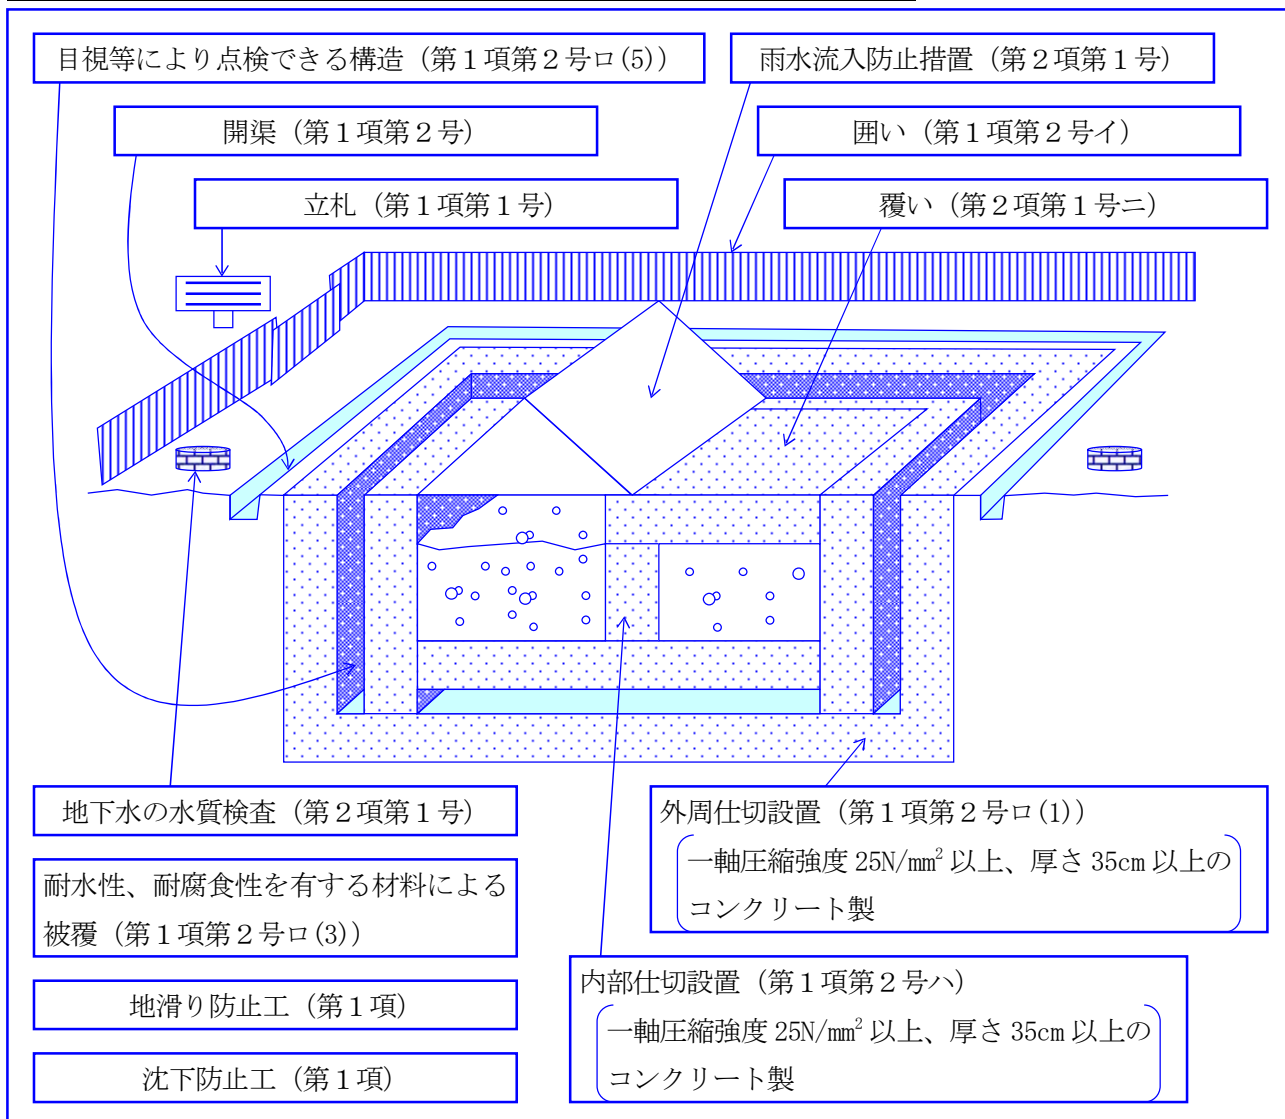 目視等により点検できる構造（第１項第２号ロ(5)）
雨水流入防止措置（第２項第１号）
開渠（第１項第２号）
囲い（第１項第２号イ）
立札（第１項第１号）
覆い（第２項第１号ニ）
地下水の水質検査（第２項第１号）
耐水性、耐腐食性を有する材料による
被覆（第１項第２号ロ(3)）
地滑り防止工（第１項）
沈下防止工（第１項）
外周仕切設置（第１項第２号ロ(1)）
一軸圧縮強度 25N/mm² 以上、厚さ 35cm 以上の
コンクリート製
内部仕切設置（第１項第２号ハ）
一軸圧縮強度 25N/mm² 以上、厚さ 35cm 以上の
コンクリート製